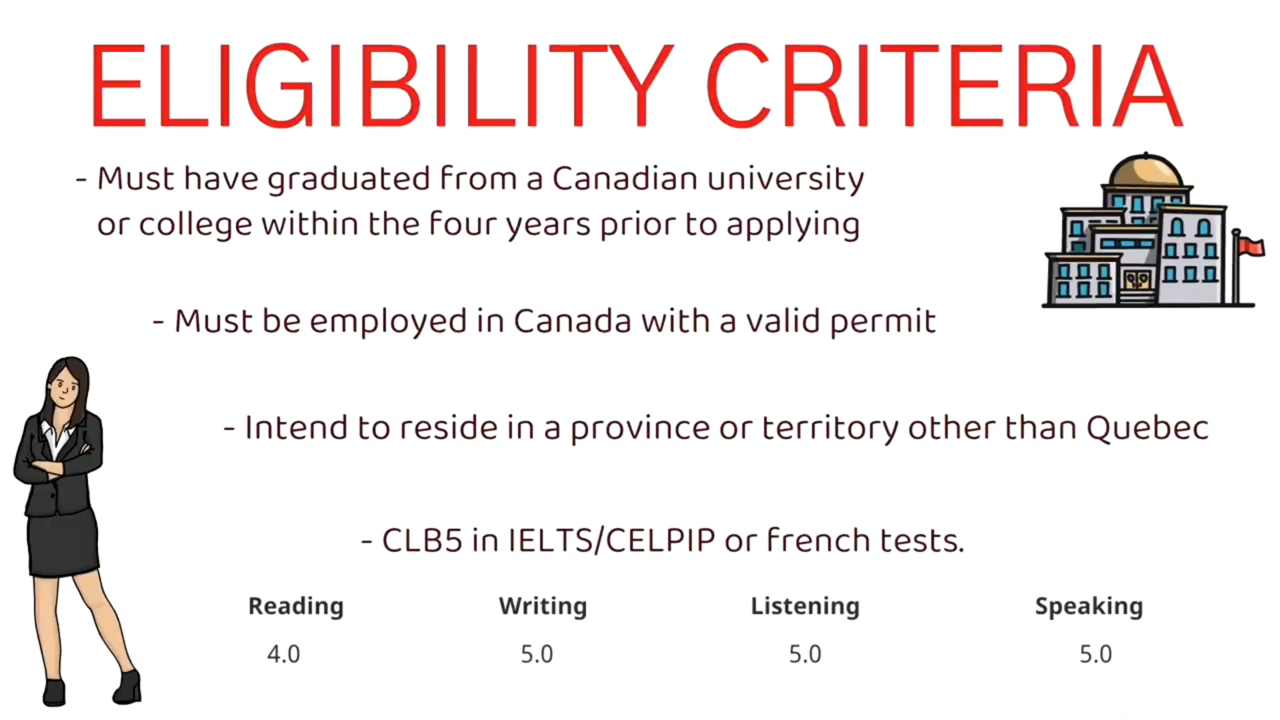 ELIGIBILITY CRITERIA
- Must have graduated from a Canadian university
or college within the four years prior to applying
- Must be employed in Canada with a valid permit
- Intend to reside in a province or territory other than Quebec
- CLB5 in IELTS/CELPIP or french tests.
Reading Writing Listening Speaking
4.0 5.0 5.0 5.0